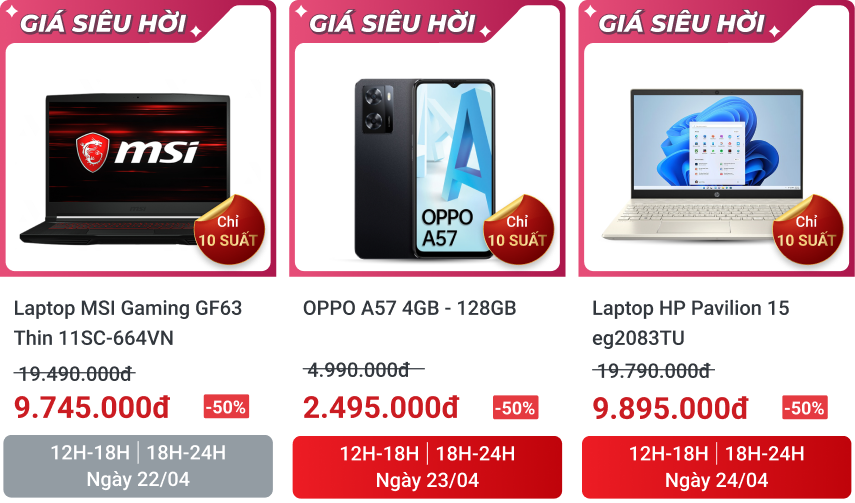 GIÁ SIÊU HỜI
msi
Chỉ
10 SUẤT
Laptop MSI Gaming GF63
Thin 11SC-664VN
19.490.000đ
9.745.000đ
-50%
12H-18H | 18H-24H
Ngày 22/04
GIÁ SIÊU HỜI
A
OPPO
A57
Chỉ
10 SUẤT
OPPO A57 4GB - 128GB
4.990.000đ
2.495.000đ
-50%
12H-18H | 18H-24H
Ngày 23/04
GIÁ SIÊU HỜI
hp
Chỉ
10 SUẤT
Laptop HP Pavilion 15
eg2083TU
19.790.000đ
9.895.000đ
-50%
12H-18H | 18H-24H
Ngày 24/04